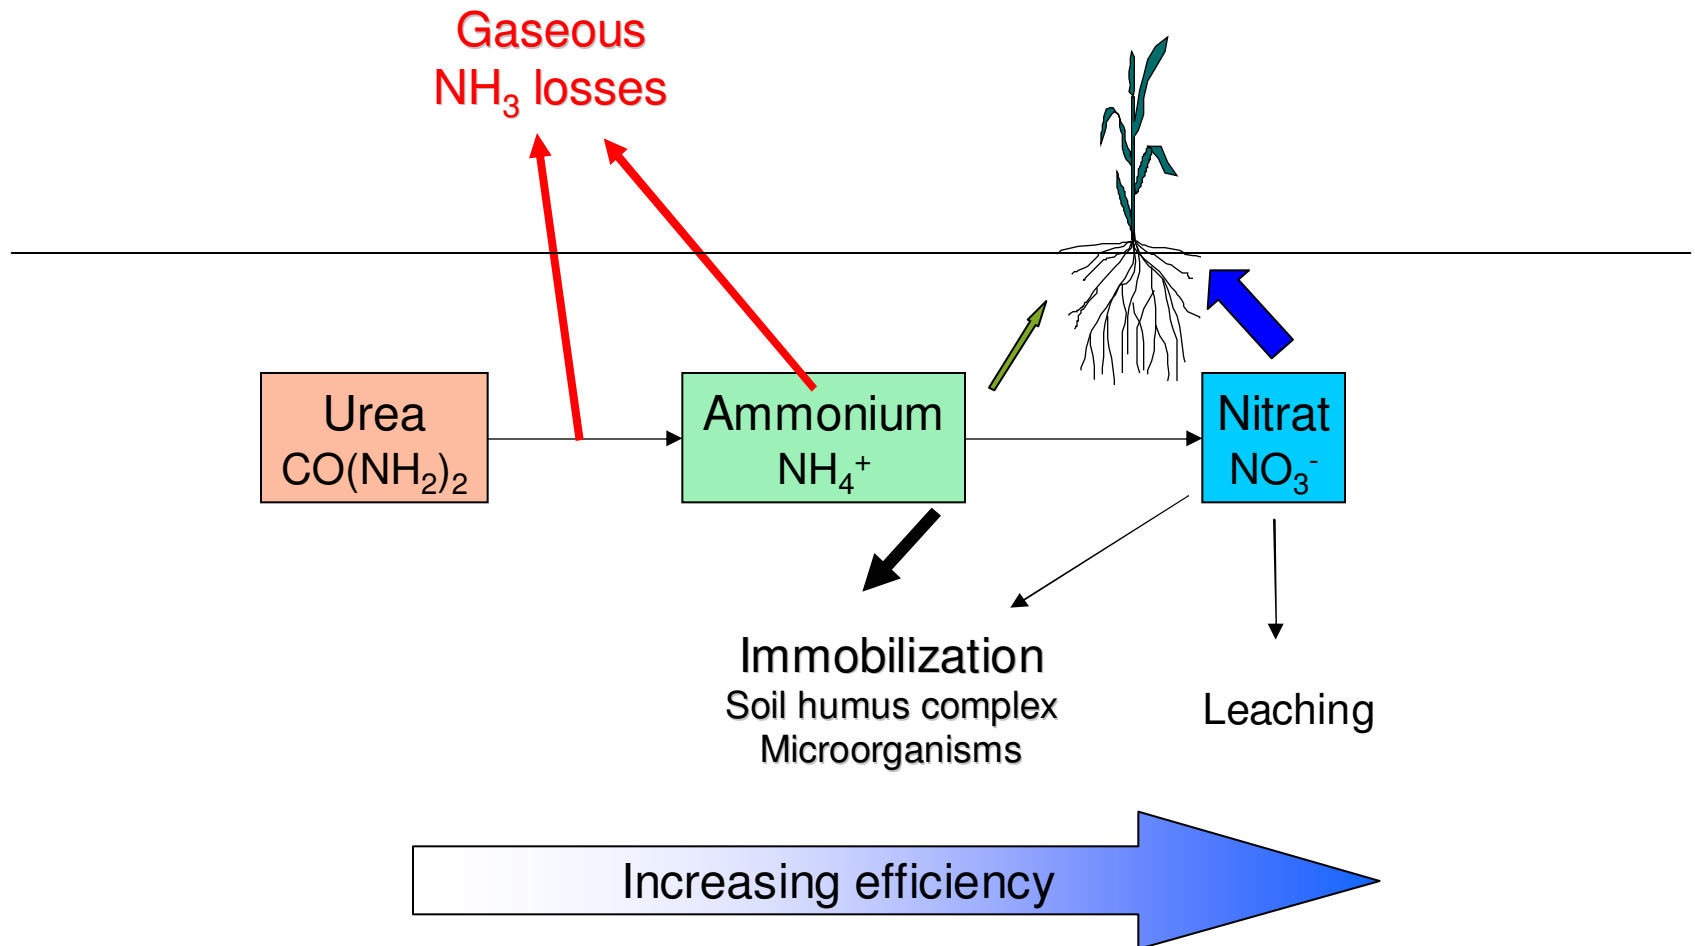 Gaseous
NH₃ losses
Urea
CO(NH₂)₂
Ammonium
NH₄⁺
Nitrat
NO₃⁻
Immobilization
Soil humus complex
Microorganisms
Leaching
Increasing efficiency